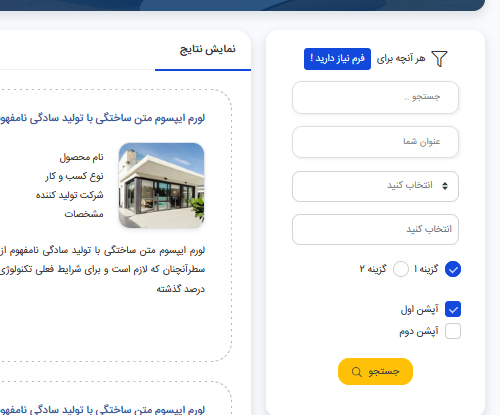 هر آنچه برای فرم نیاز دارید !
جستجو ..
عنوان شما
انتخاب کنید
انتخاب کنید
گزینه ۱ گزینه ۲
آپشن اول
آپشن دوم
جستجو
نمایش نتایج
لورم ایپسوم متن ساختگی با تولید سادگی نامفهو
نام محصول
نوع کسب و کار
شرکت تولید کننده
مشخصات
لورم ایپسوم متن ساختگی با تولید سادگی نامفهوم از
سطرآنچنان که لازم است و برای شرایط فعلی تکنولوژی
درصد گذشته
لورم ایپسوم متن ساختگی با تولید سادگی نامفهو